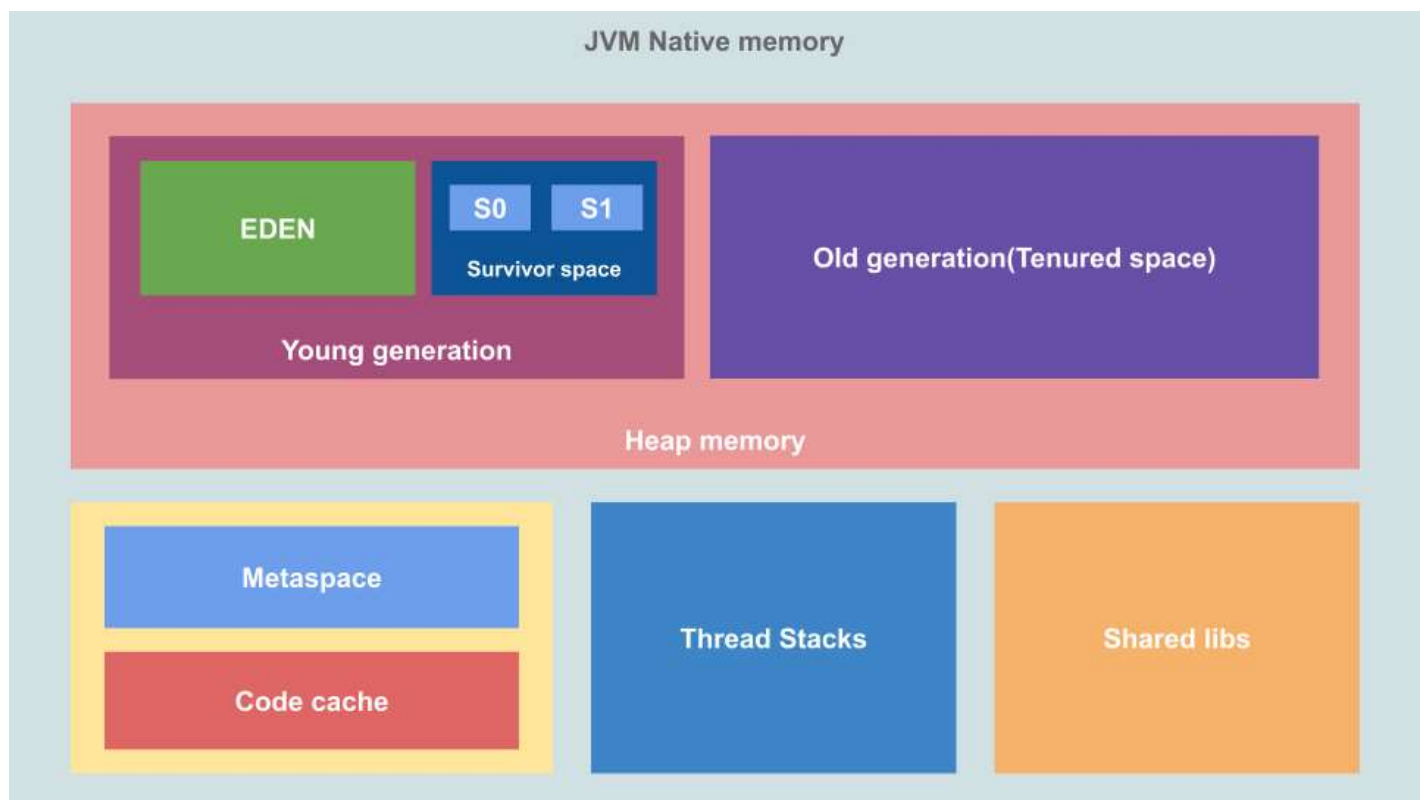 JVM Native memory
EDEN
S0
S1
Survivor space
Young generation
Old generation(Tenured space)
Heap memory
Metaspace
Code cache
Thread Stacks
Shared libs